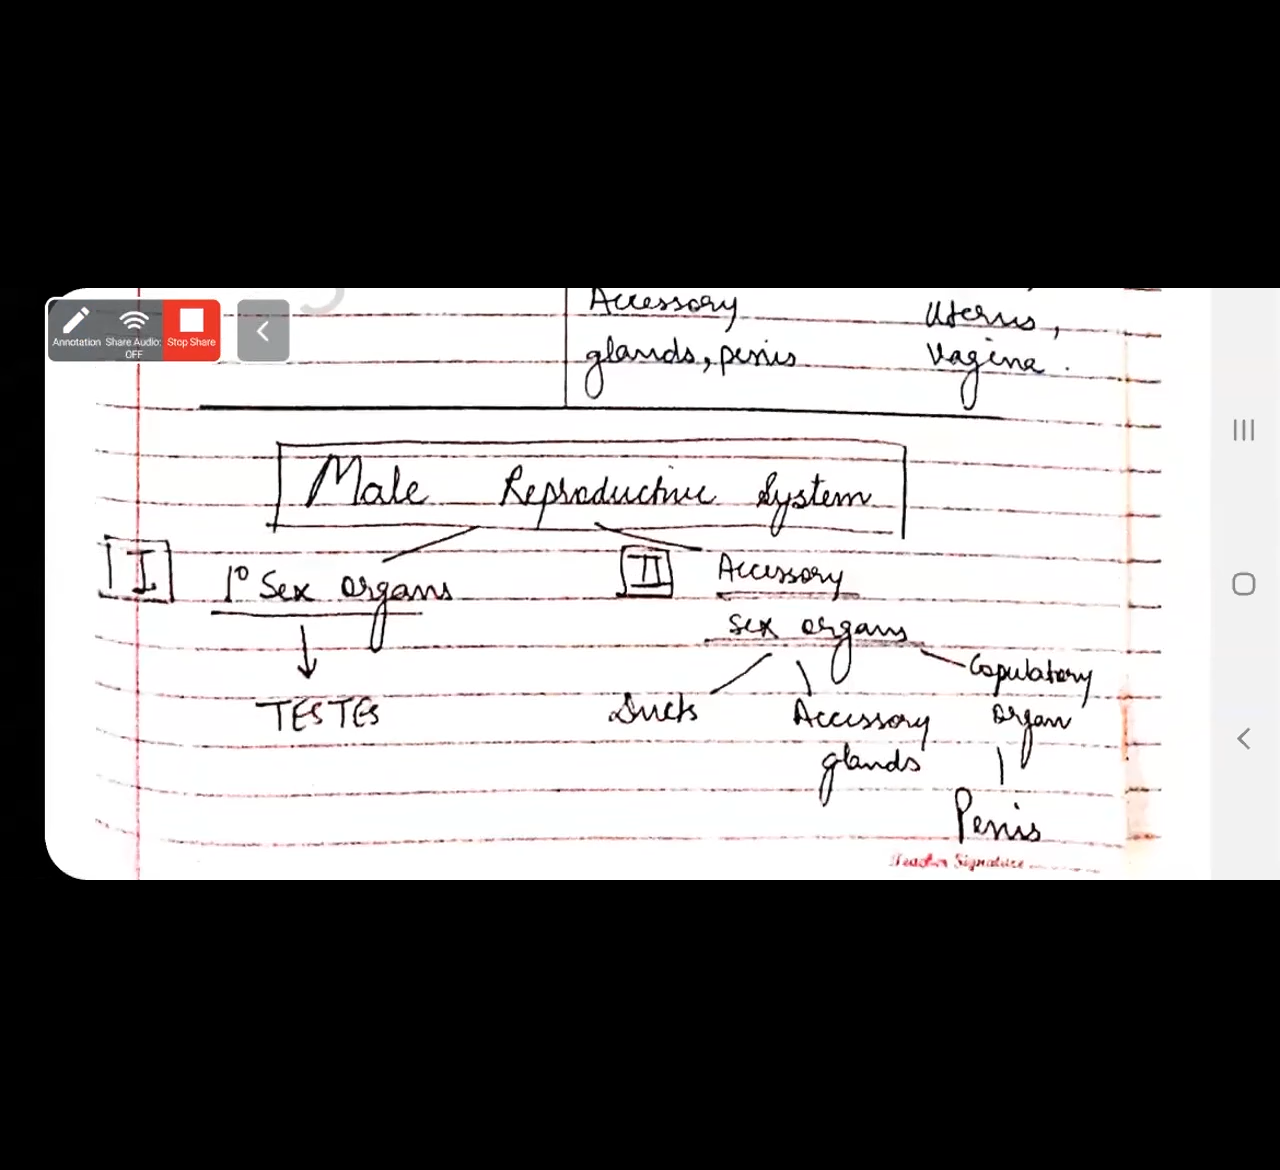 Accessory
glands, penis
Uterus,
Vagina.
Annotation
Share Audio:
OFF
Stop Share
Male Reproductive System
I
1° Sex organs
TESTES
II
Accessory
sex organs
Ducts
Accessory
glands
Copulatory
organ
Penis
Teacher Signature